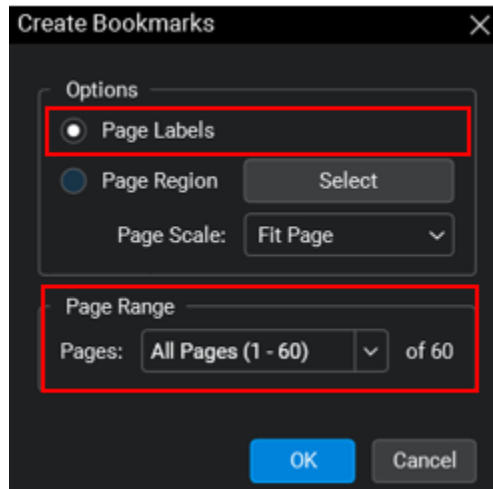 Create Bookmarks
Options
Page Labels
Page Region Select
Page Scale: Fit Page
Page Range
Pages: All Pages (1 - 60) of 60
OK Cancel